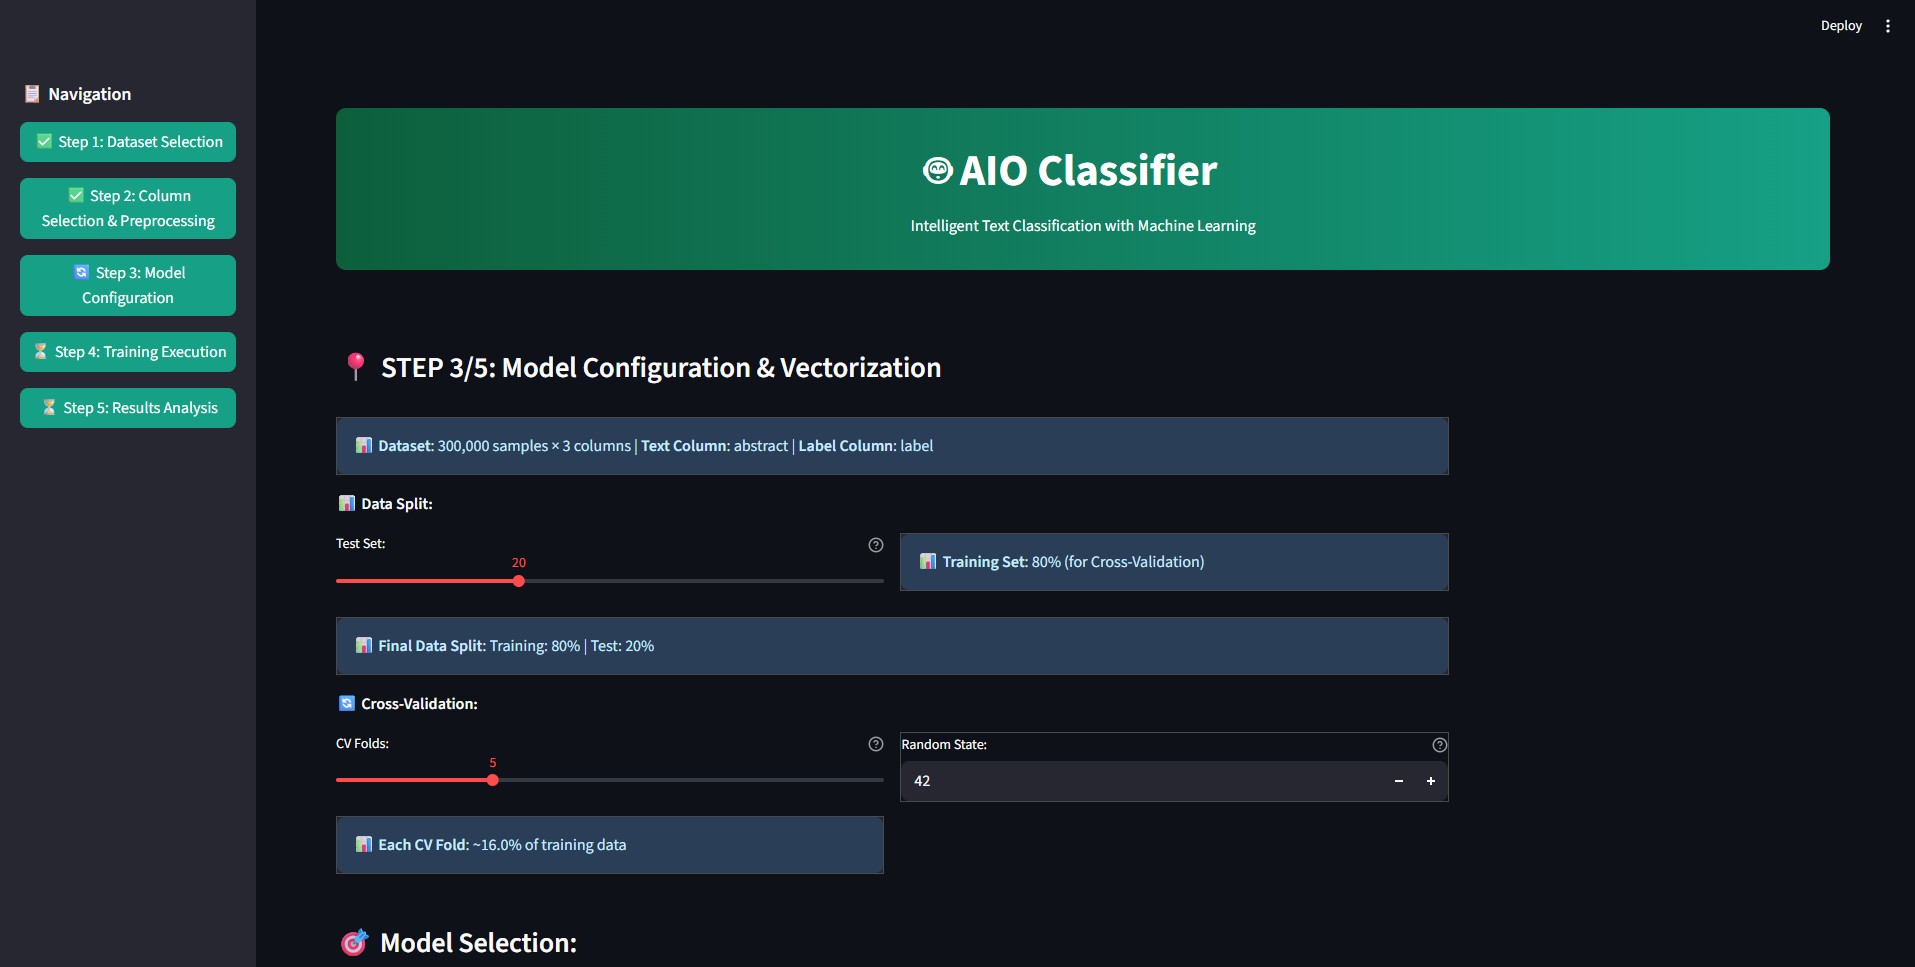 Deploy
Navigation
Step 1: Dataset Selection
Step 2: Column
Selection & Preprocessing
Step 3: Model
Configuration
Step 4: Training Execution
Step 5: Results Analysis
AIO Classifier
Intelligent Text Classification with Machine Learning
STEP 3/5: Model Configuration & Vectorization
Dataset: 300,000 samples × 3 columns | Text Column: abstract | Label Column: label
Data Split:
Test Set:
20
Training Set: 80% (for Cross-Validation)
Final Data Split: Training: 80% | Test: 20%
Cross-Validation:
CV Folds:
5
Random State:
42
Each CV Fold: ~16.0% of training data
Model Selection: